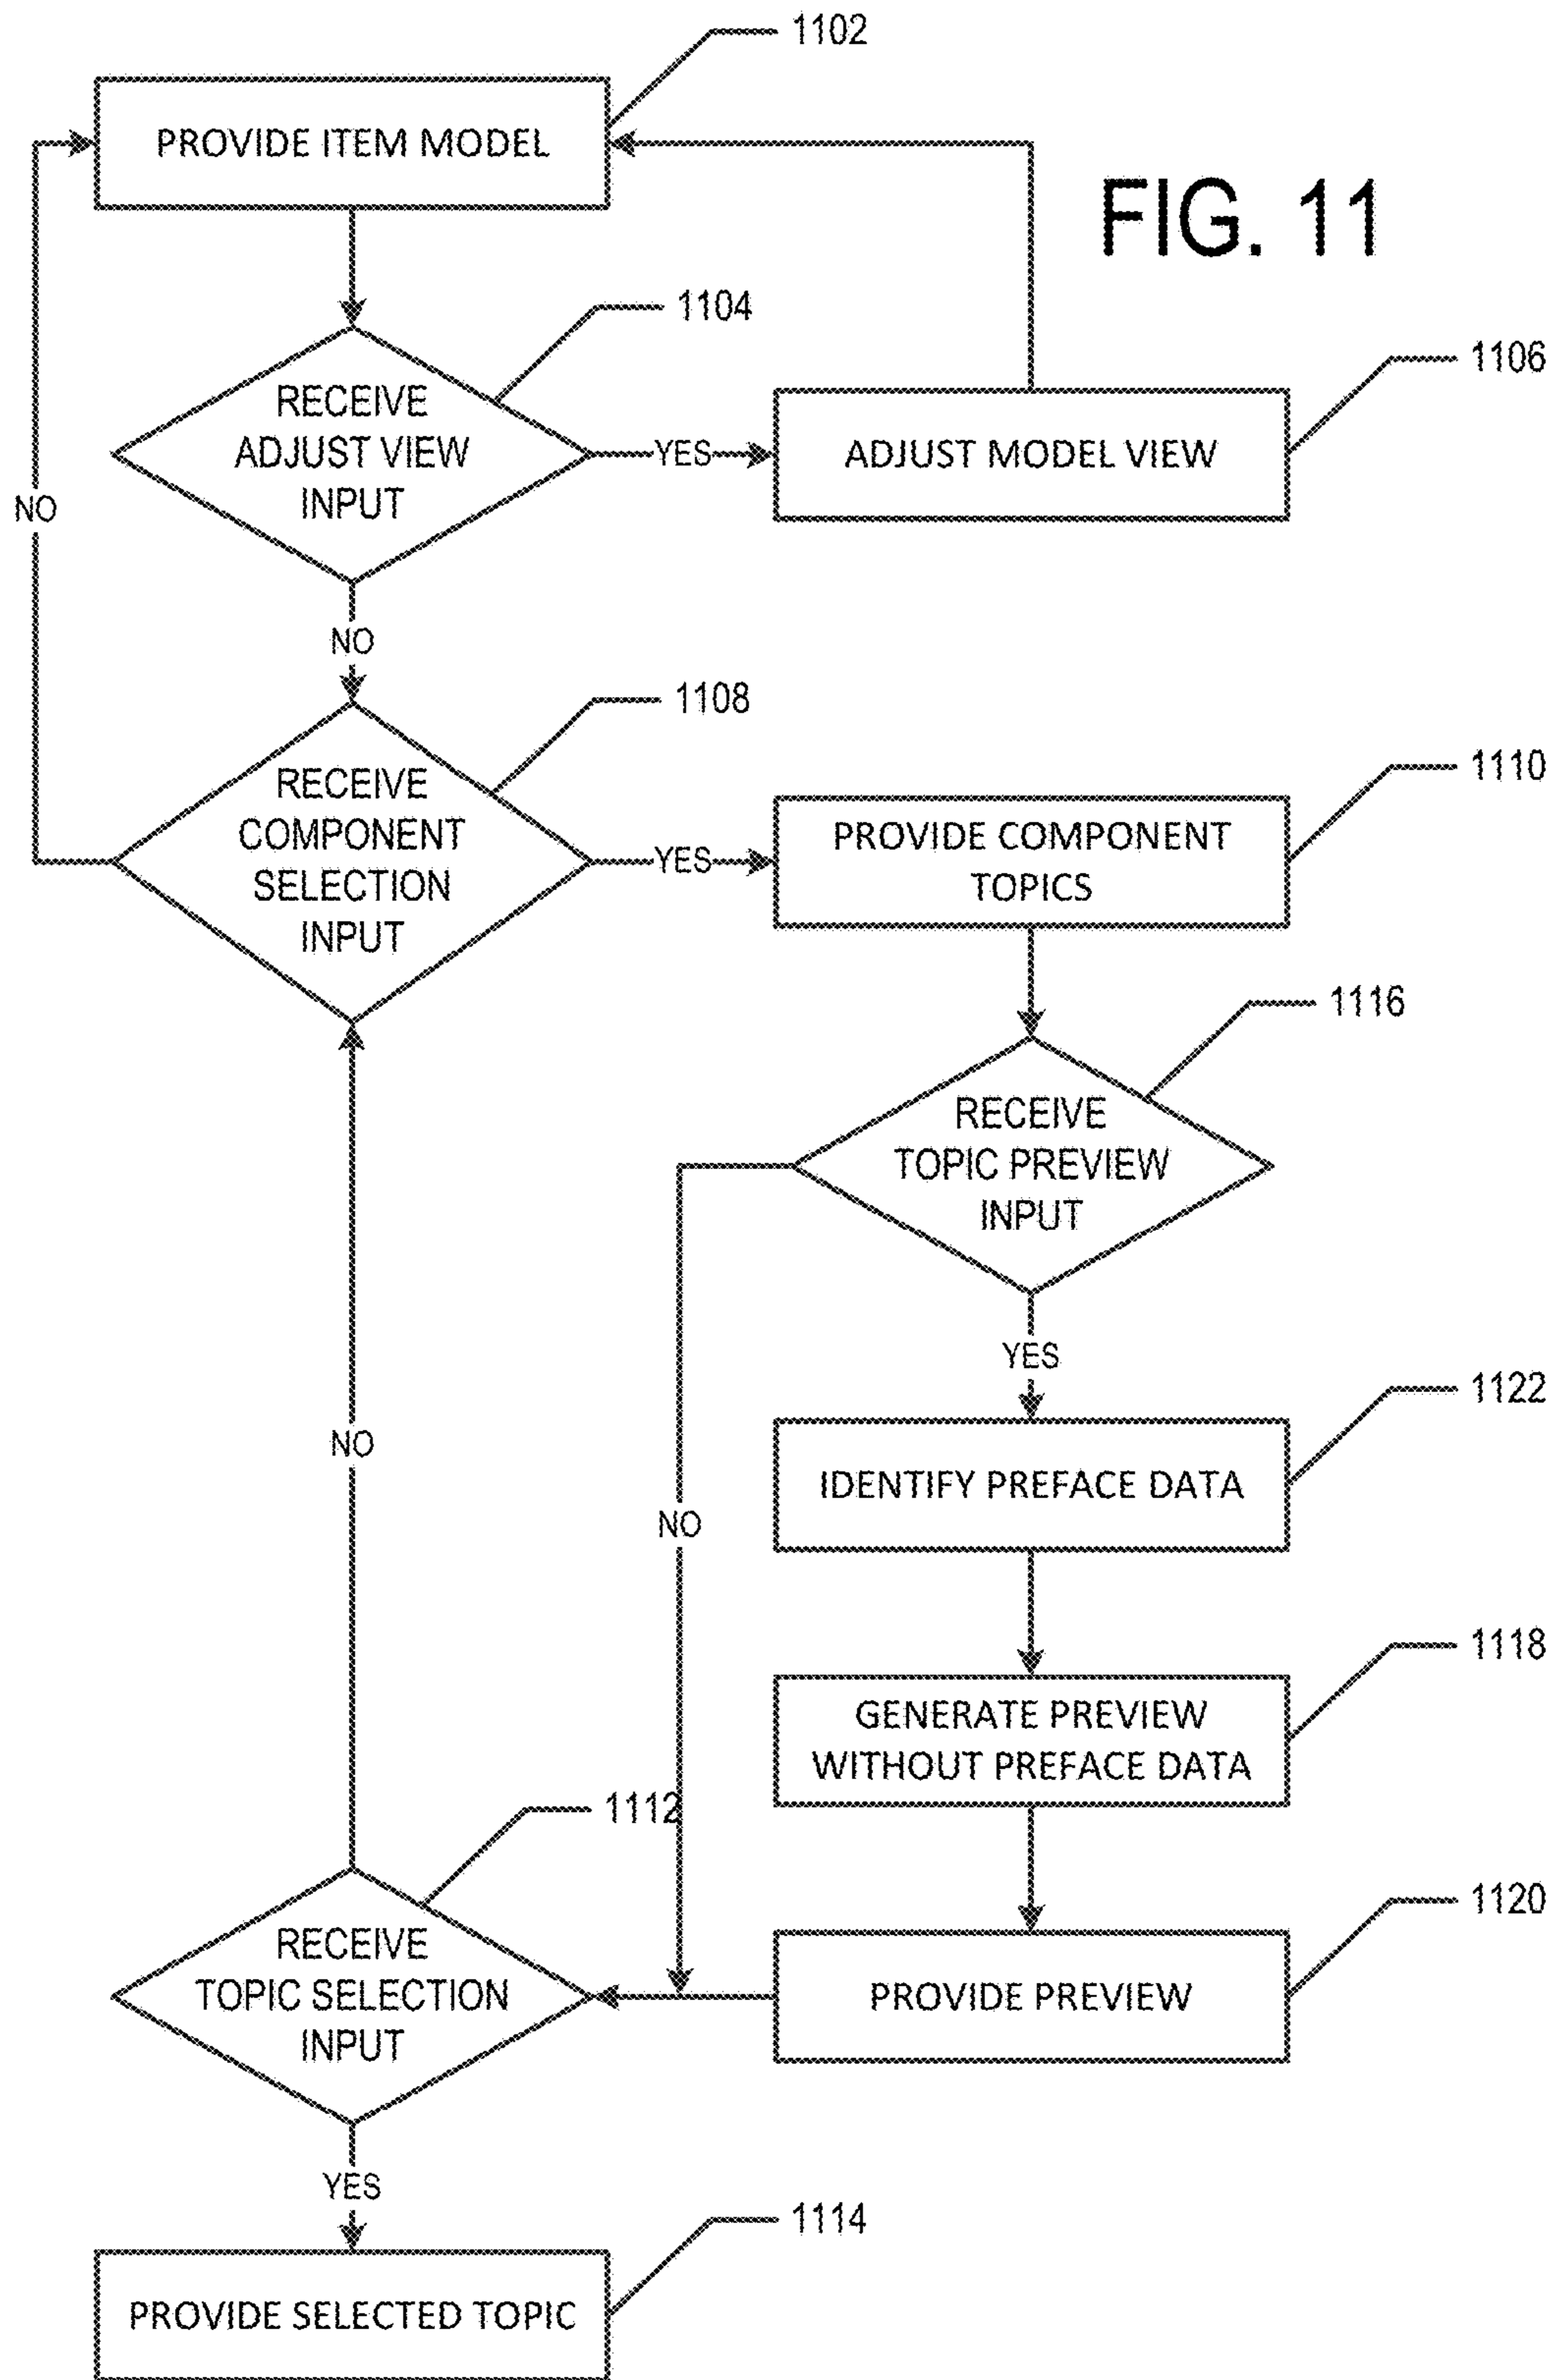 1102
PROVIDE ITEM MODEL
FIG. 11
1104
RECEIVE
ADJUST VIEW
INPUT
YES
1106
ADJUST MODEL VIEW
NO
NO
1108
RECEIVE
COMPONENT
SELECTION
INPUT
YES
1110
PROVIDE COMPONENT
TOPICS
1116
RECEIVE
TOPIC PREVIEW
INPUT
YES
1122
IDENTIFY PREFACE DATA
NO
NO
1118
GENERATE PREVIEW
WITHOUT PREFACE DATA
1112
RECEIVE
TOPIC SELECTION
INPUT
1120
PROVIDE PREVIEW
YES
1114
PROVIDE SELECTED TOPIC